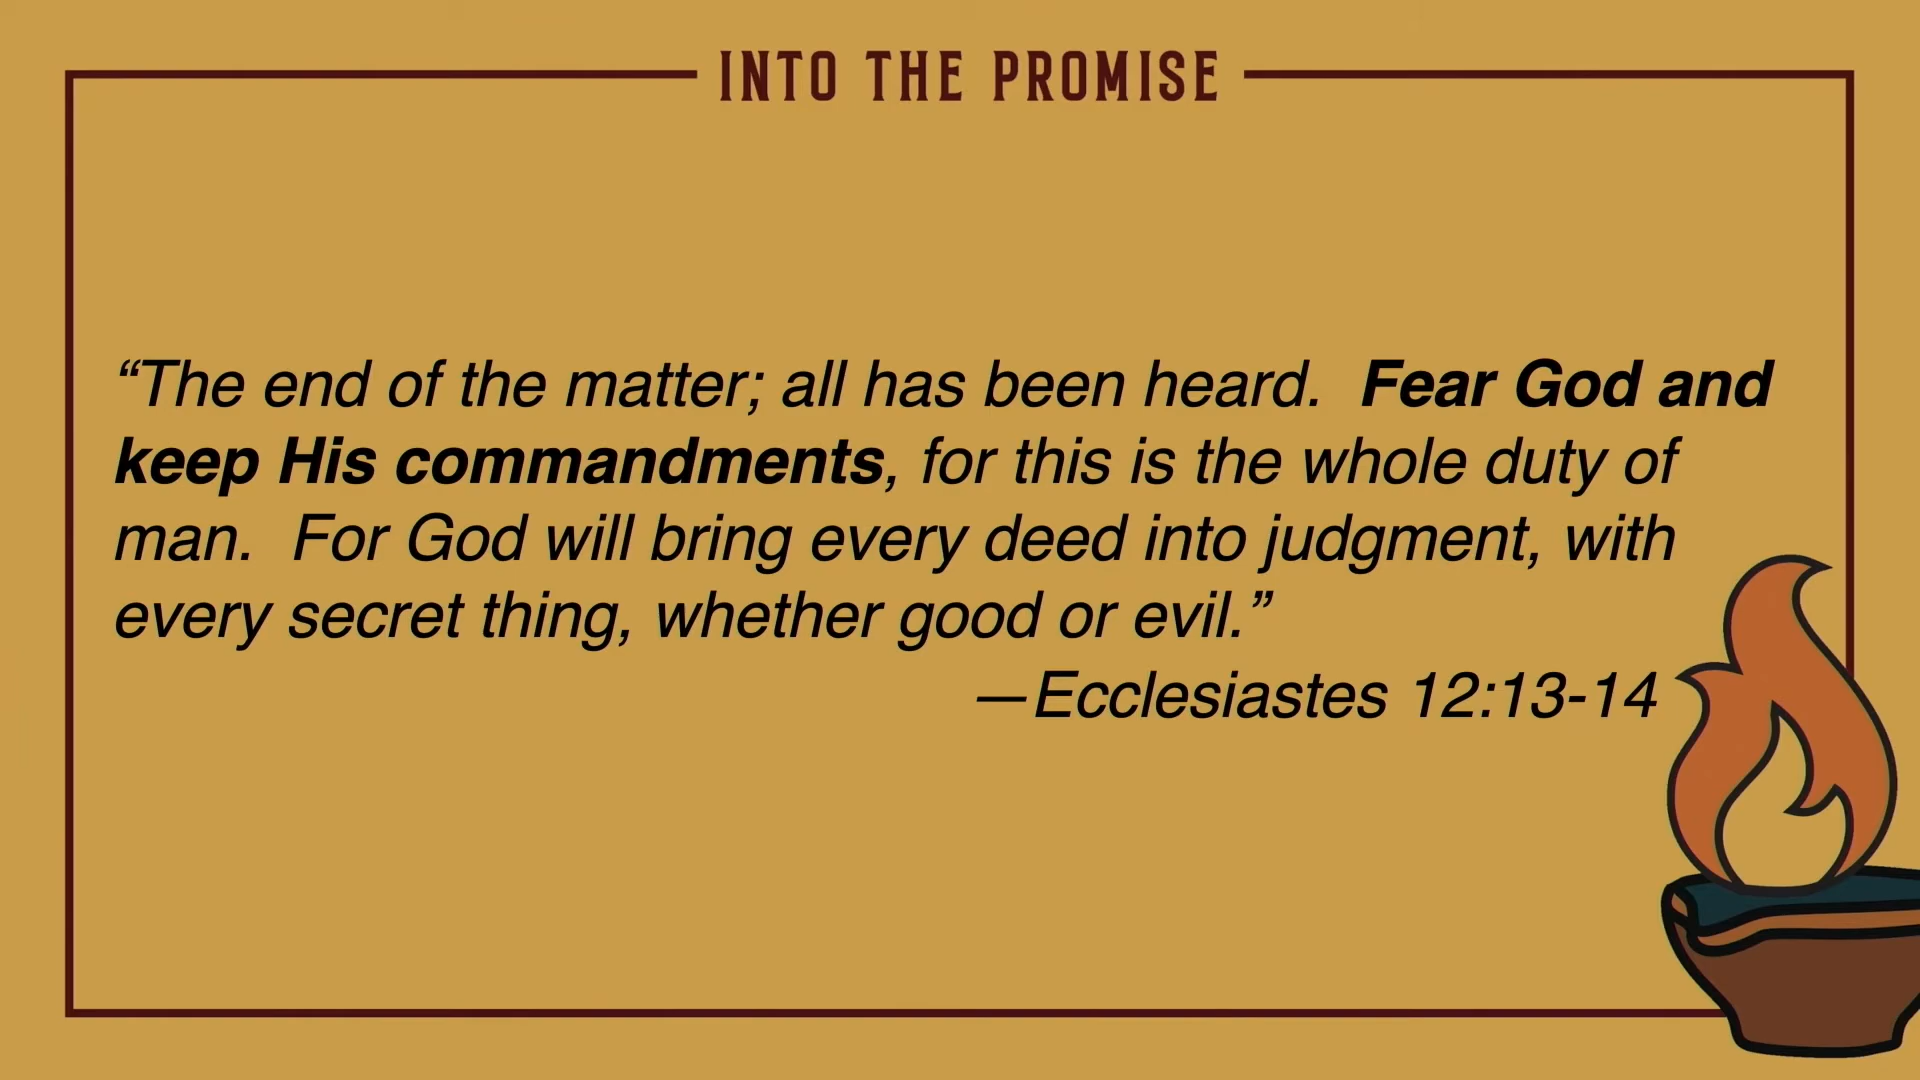 INTO THE PROMISE
“The end of the matter; all has been heard.  Fear God and
keep His commandments, for this is the whole duty of
man.  For God will bring every deed into judgment, with
every secret thing, whether good or evil.”
—Ecclesiastes 12:13-14